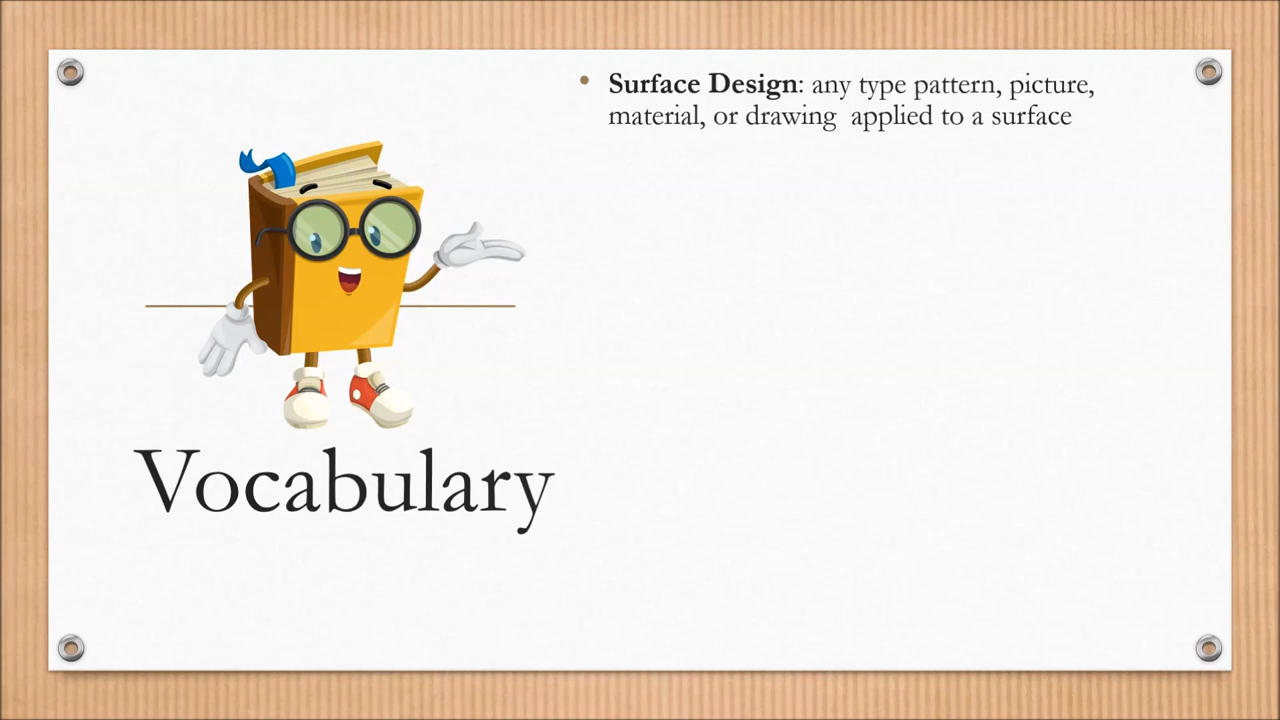 • Surface Design: any type pattern, picture,
material, or drawing  applied to a surface
Vocabulary